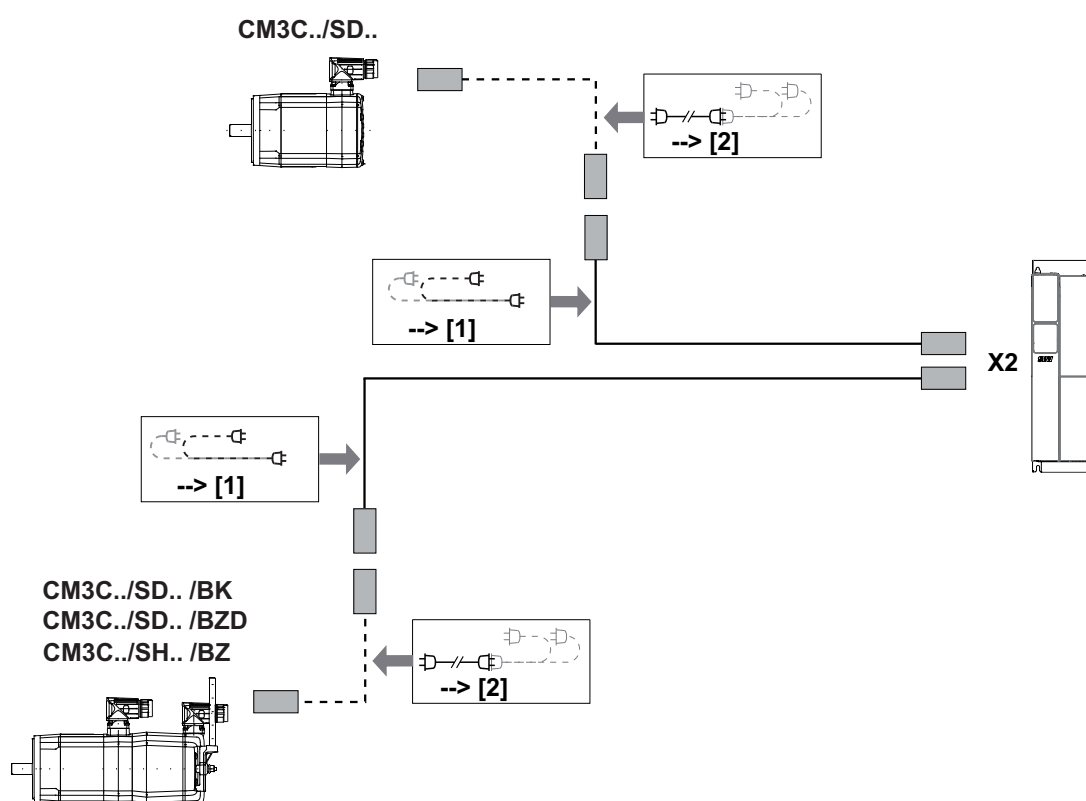 CM3C../SD..
--> [2]
--> [1]
X2
--> [1]
CM3C../SD.. /BK
CM3C../SD.. /BZD
CM3C../SH.. /BZ
--> [2]